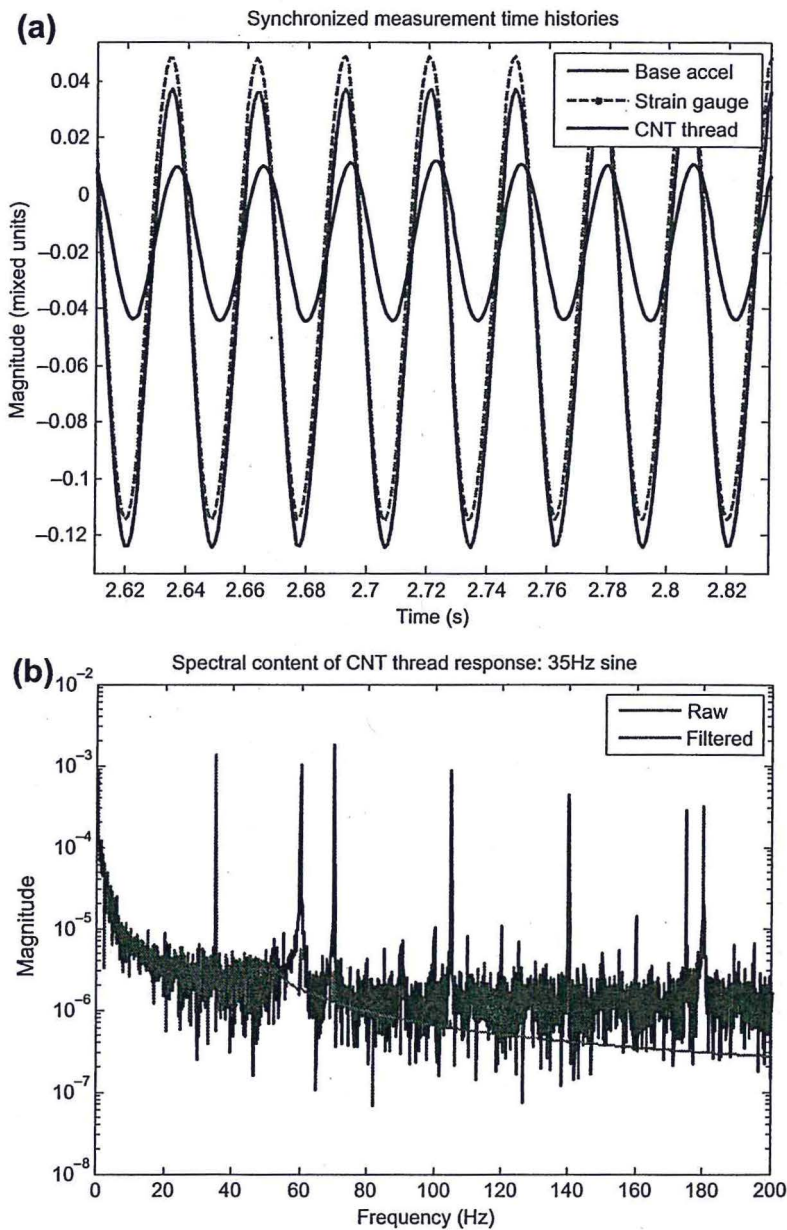 (a)
Synchronized measurement time histories
Base accel
Strain gauge
CNT thread
0.04
0.02
0
−0.02
−0.04
−0.06
−0.08
−0.1
−0.12
Magnitude (mixed units)
2.62 2.64 2.66 2.68 2.7 2.72 2.74 2.76 2.78 2.8 2.82
Time (s)
(b)
Spectral content of CNT thread response: 35Hz sine
Raw
Filtered
10−2
10−3
10−4
10−5
10−6
10−7
10−8
Magnitude
0 20 40 60 80 100 120 140 160 180 200
Frequency (Hz)